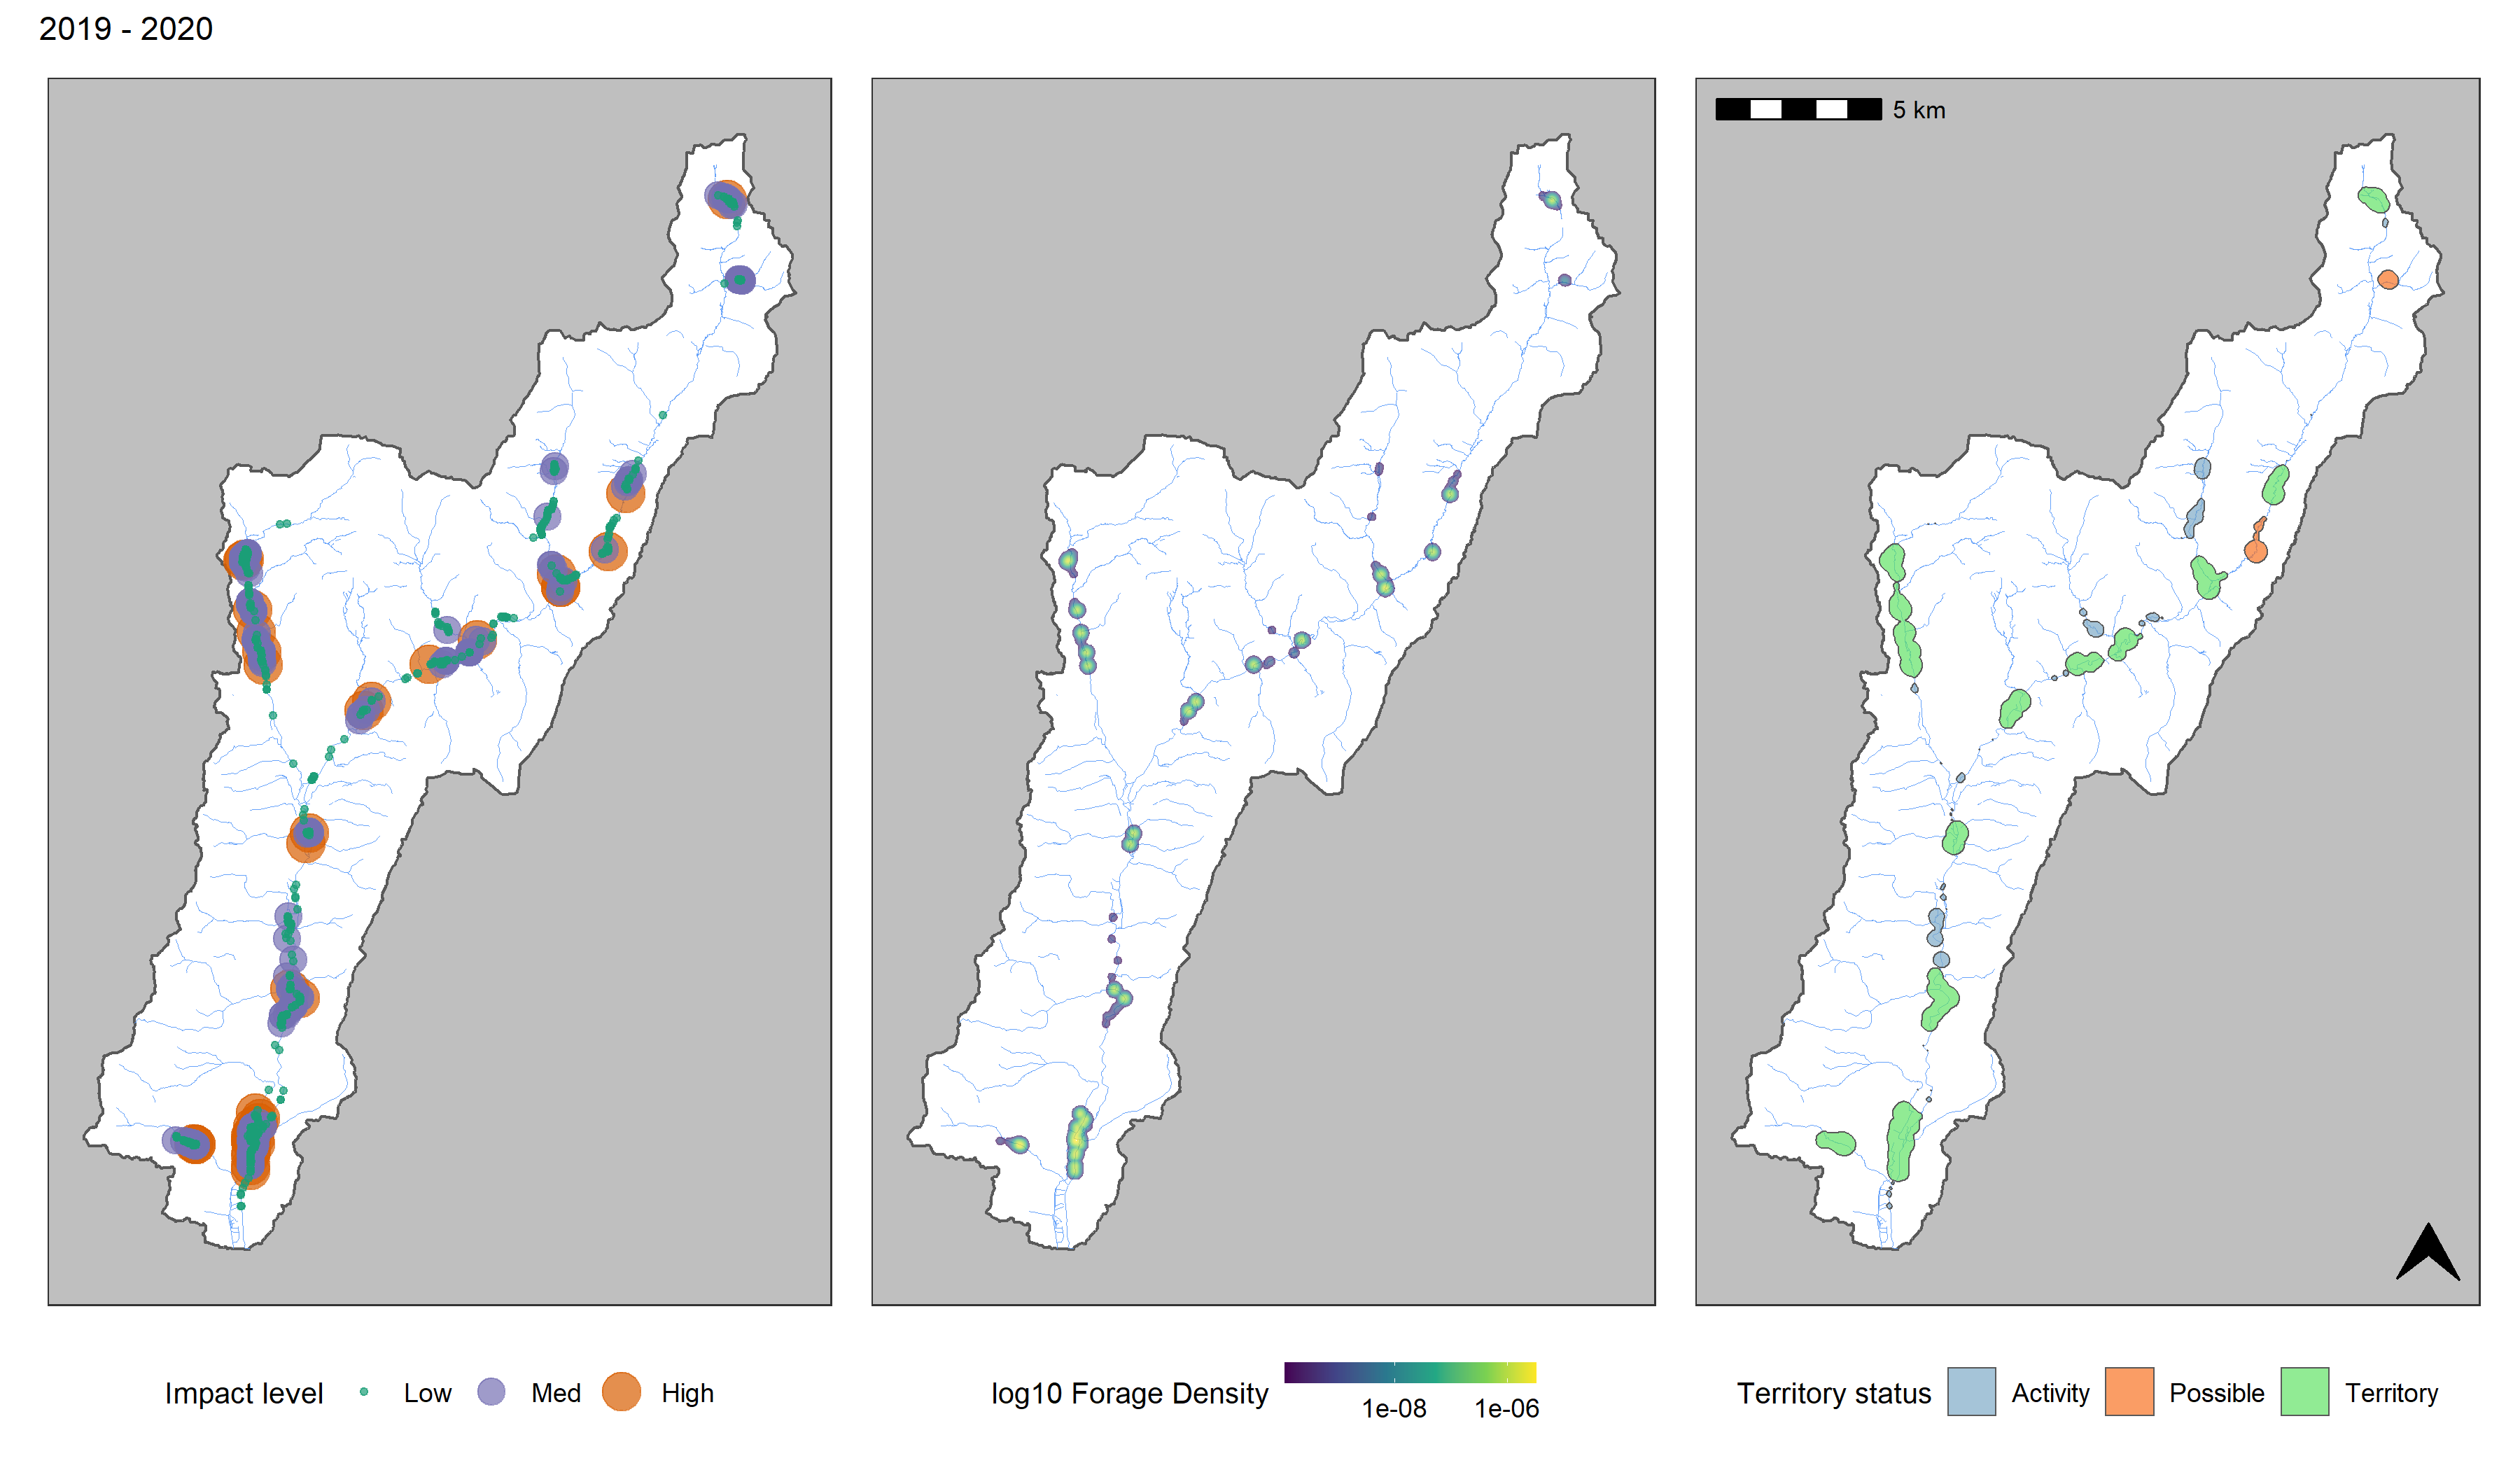 2019 - 2020
5 km
Impact level Low Med High
log10 Forage Density
1e-08 1e-06
Territory status Activity Possible Territory